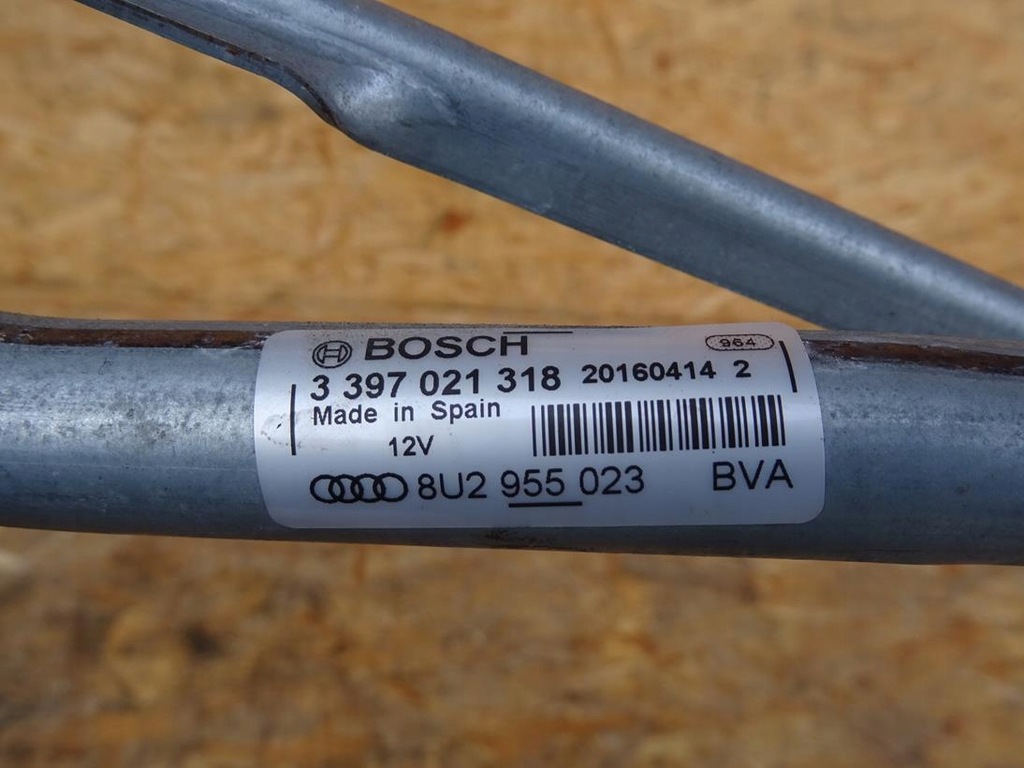 BOSCH 964
3 397 021 318 20160414 2
Made in Spain
12V
8U2 955 023 BVA